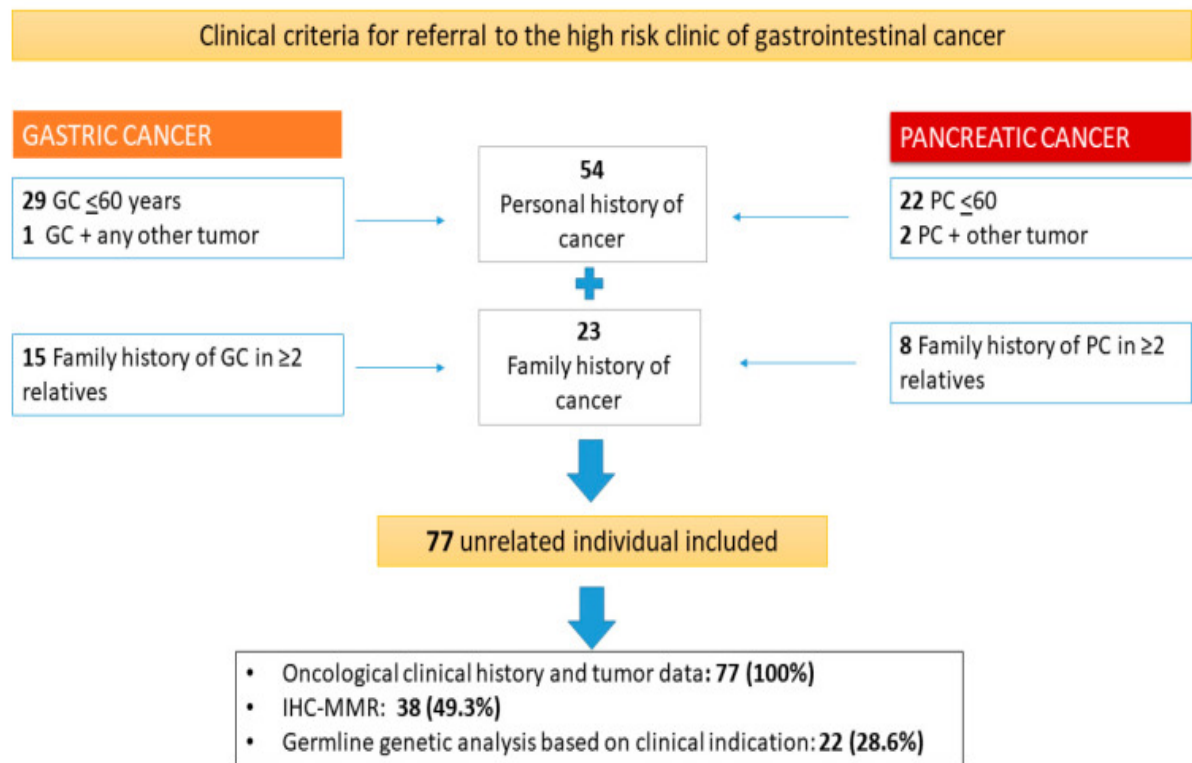 Clinical criteria for referral to the high risk clinic of gastrointestinal cancer
GASTRIC CANCER
29 GC ≤60 years
1 GC + any other tumor
54
Personal history of
cancer
PANCREATIC CANCER
22 PC ≤60
2 PC + other tumor
15 Family history of GC in ≥2
relatives
23
Family history of
cancer
8 Family history of PC in ≥2
relatives
77 unrelated individual included
• Oncological clinical history and tumor data: 77 (100%)
• IHC-MMR: 38 (49.3%)
• Germline genetic analysis based on clinical indication: 22 (28.6%)